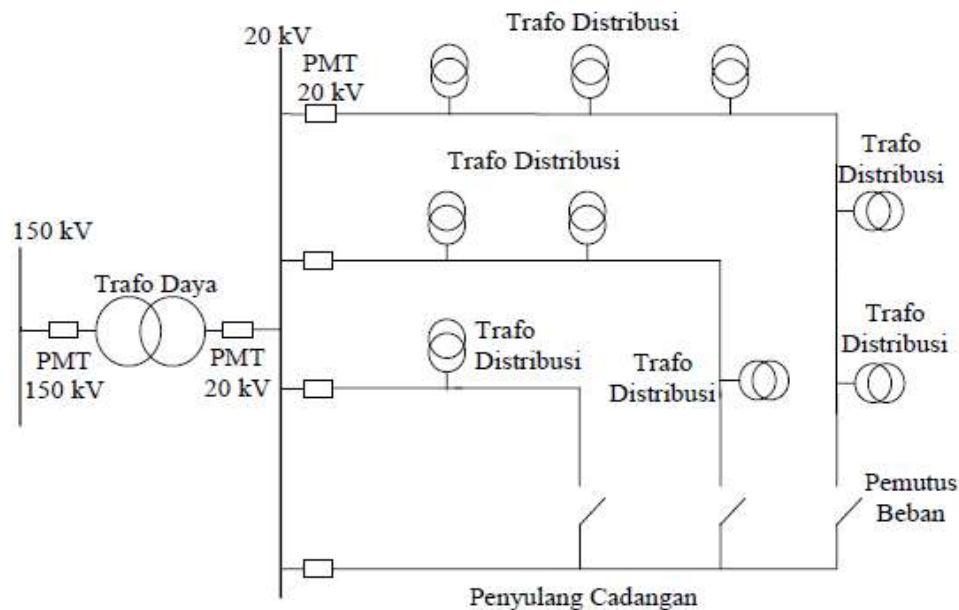 Trafo Distribusi
20 kV
PMT
20 kV
Trafo
Distribusi
Trafo Distribusi
150 kV
Trafo Daya
PMT
150 kV
PMT
20 kV
Trafo
Distribusi
Trafo
Distribusi
Trafo
Distribusi
Pemutus
Beban
Penyulang Cadangan